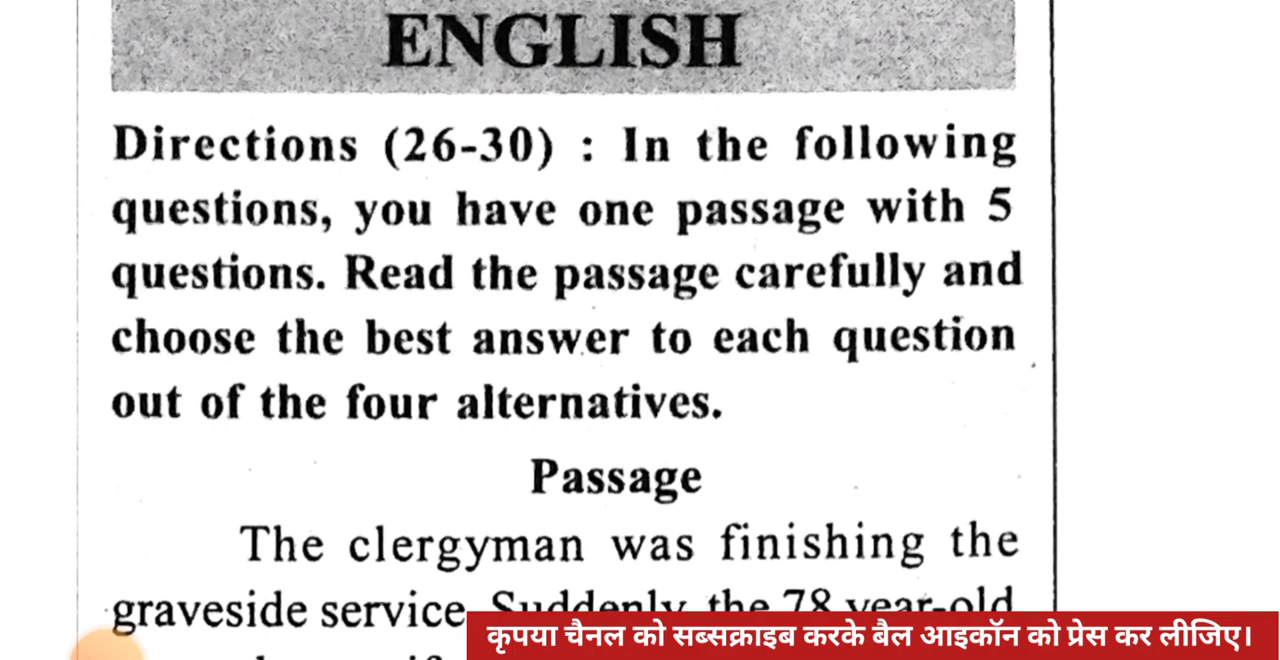 ENGLISH
Directions (26-30) : In the following
questions, you have one passage with 5
questions. Read the passage carefully and
choose the best answer to each question
out of the four alternatives.
Passage
The clergyman was finishing the
graveside service. Suddenly, the 78 year-old
कृपया चैनल को सब्सक्राइब करके बैल आइकॉन को प्रेस कर लीजिए।